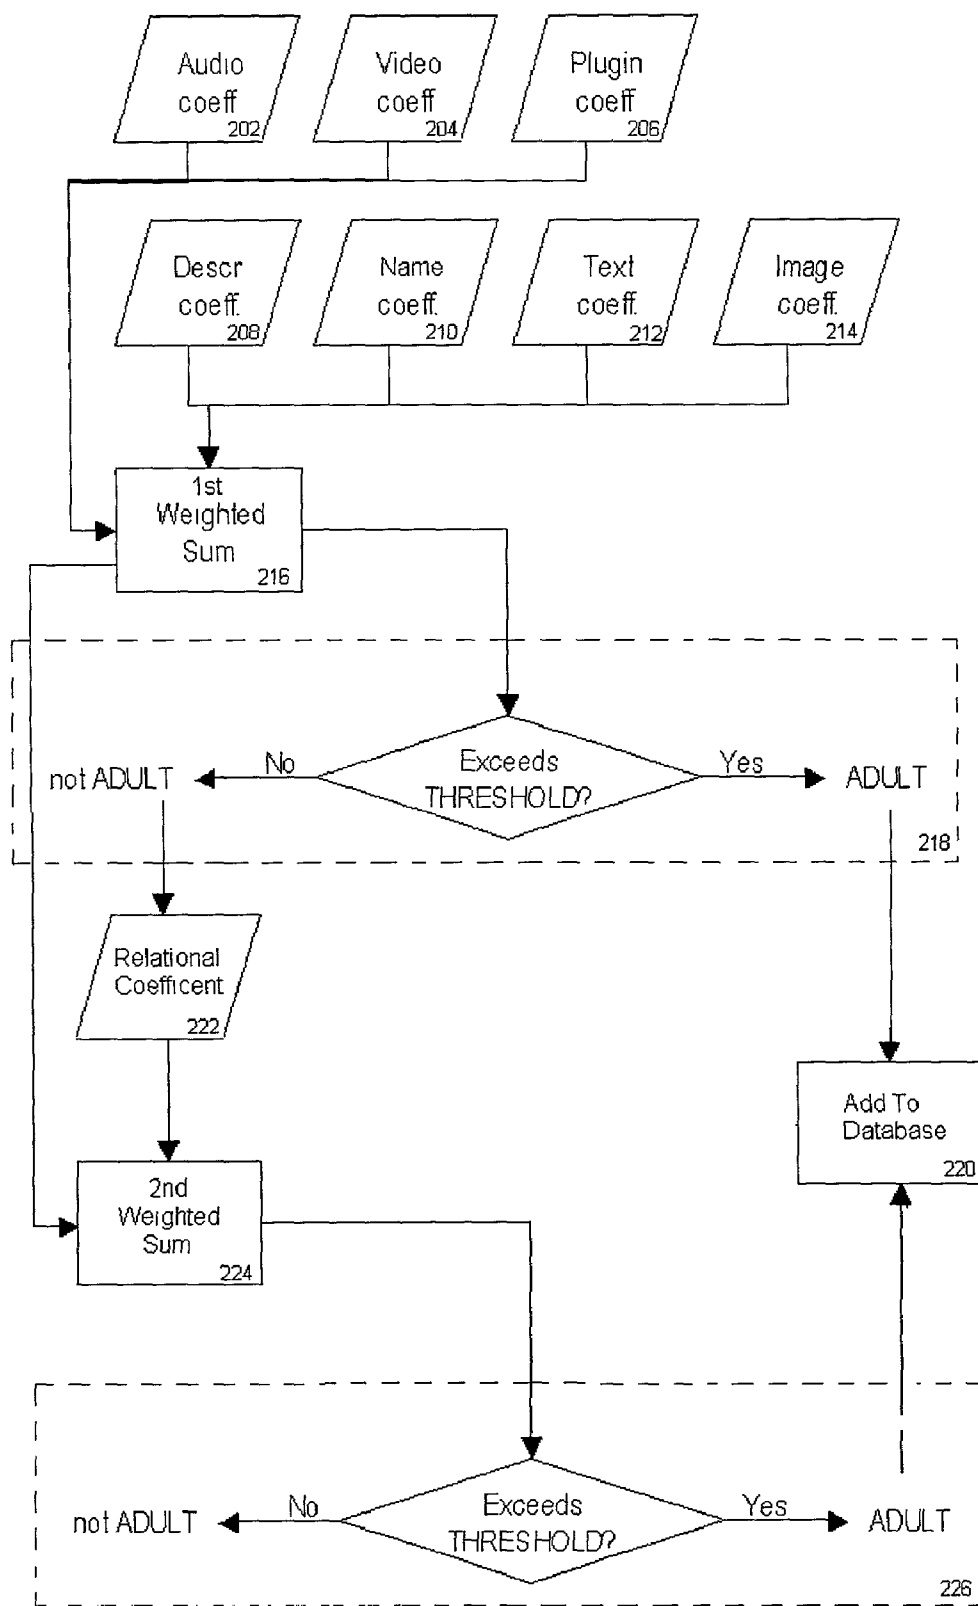 Audio
coeff
202
Video
coeff
204
Plugin
coeff
206
Descr
coeff.
208
Name
coeff.
210
Text
coeff.
212
Image
coeff.
214
1st
Weighted
Sum
216
not ADULT
No
Exceeds
THRESHOLD?
Yes
ADULT
218
Relational
Coefficent
222
Add To
Database
220
2nd
Weighted
Sum
224
not ADULT
No
Exceeds
THRESHOLD?
Yes
ADULT
226